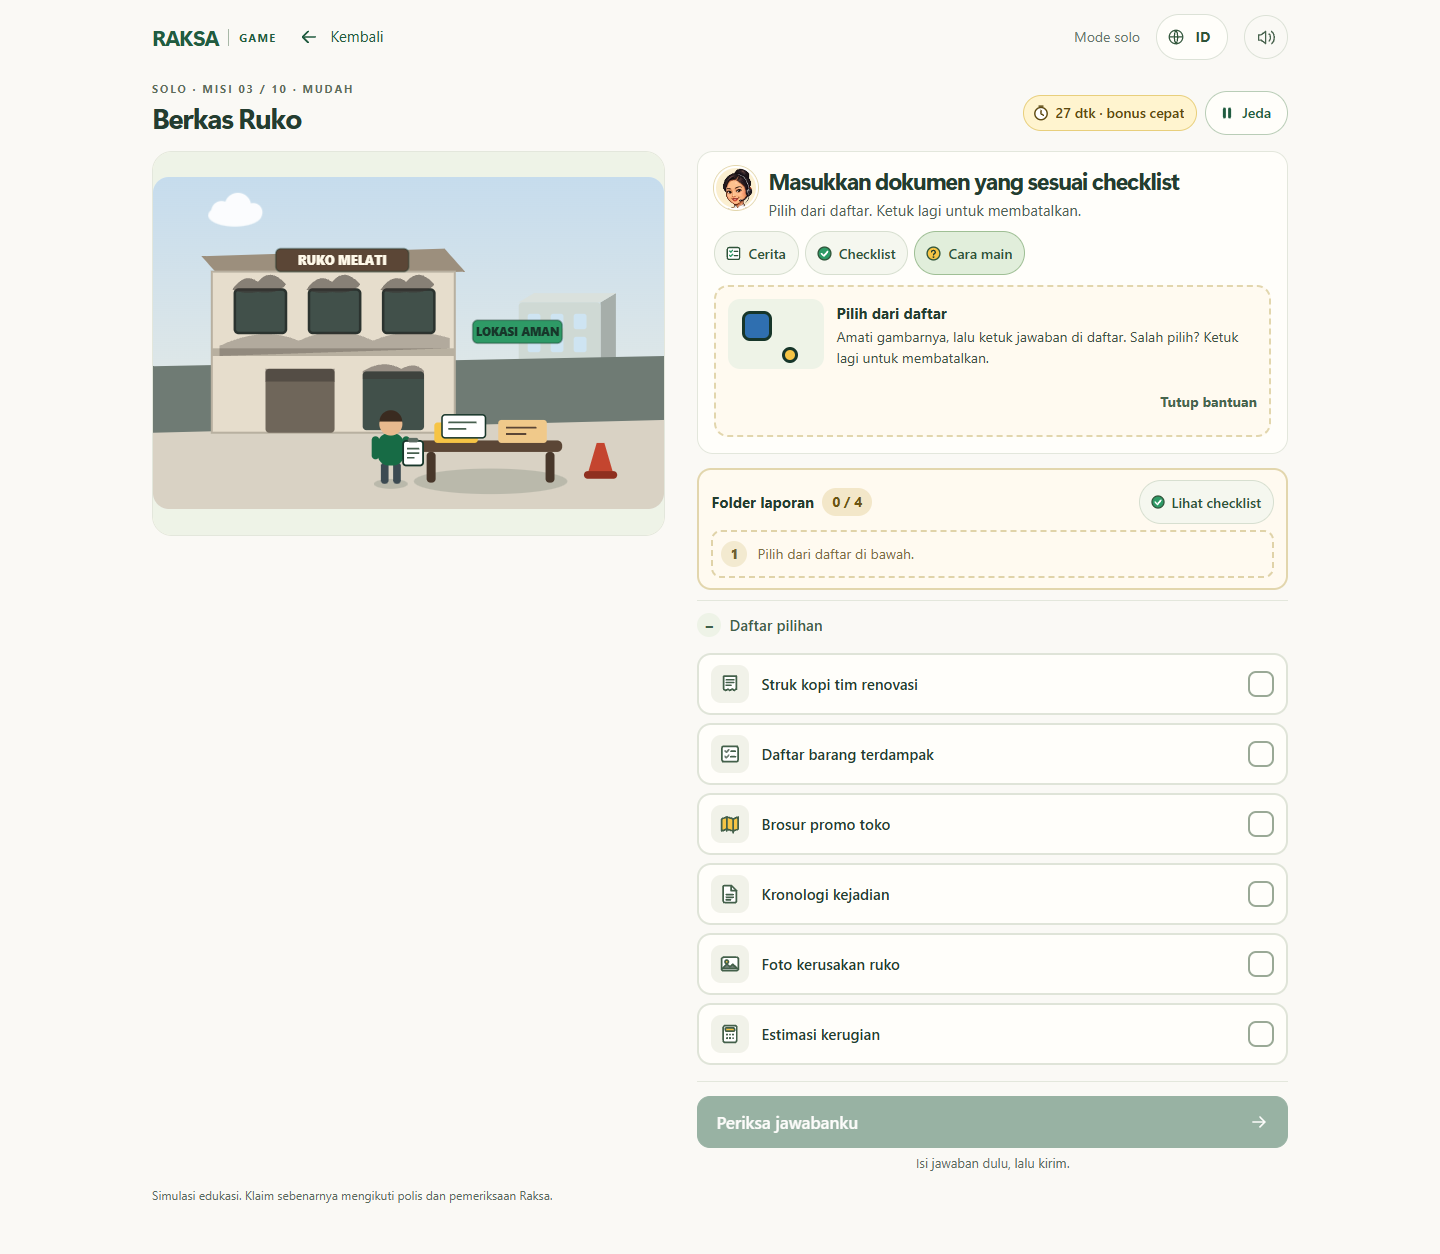 RAKSA GAME Kembali
Mode solo ID
SOLO · MISI 03 / 10 · MUDAH
Berkas Ruko
27 dtk · bonus cepat
Jeda
RUKO MELATI
LOKASI AMAN
Masukkan dokumen yang sesuai checklist
Pilih dari daftar. Ketuk lagi untuk membatalkan.
Cerita
Checklist
Cara main
Pilih dari daftar
Amati gambarnya, lalu ketuk jawaban di daftar. Salah pilih? Ketuk
lagi untuk membatalkan.
Tutup bantuan
Folder laporan 0 / 4
Lihat checklist
1 Pilih dari daftar di bawah.
Daftar pilihan
Struk kopi tim renovasi
Daftar barang terdampak
Brosur promo toko
Kronologi kejadian
Foto kerusakan ruko
Estimasi kerugian
Periksa jawabanku
Isi jawaban dulu, lalu kirim.
Simulasi edukasi. Klaim sebenarnya mengikuti polis dan pemeriksaan Raksa.